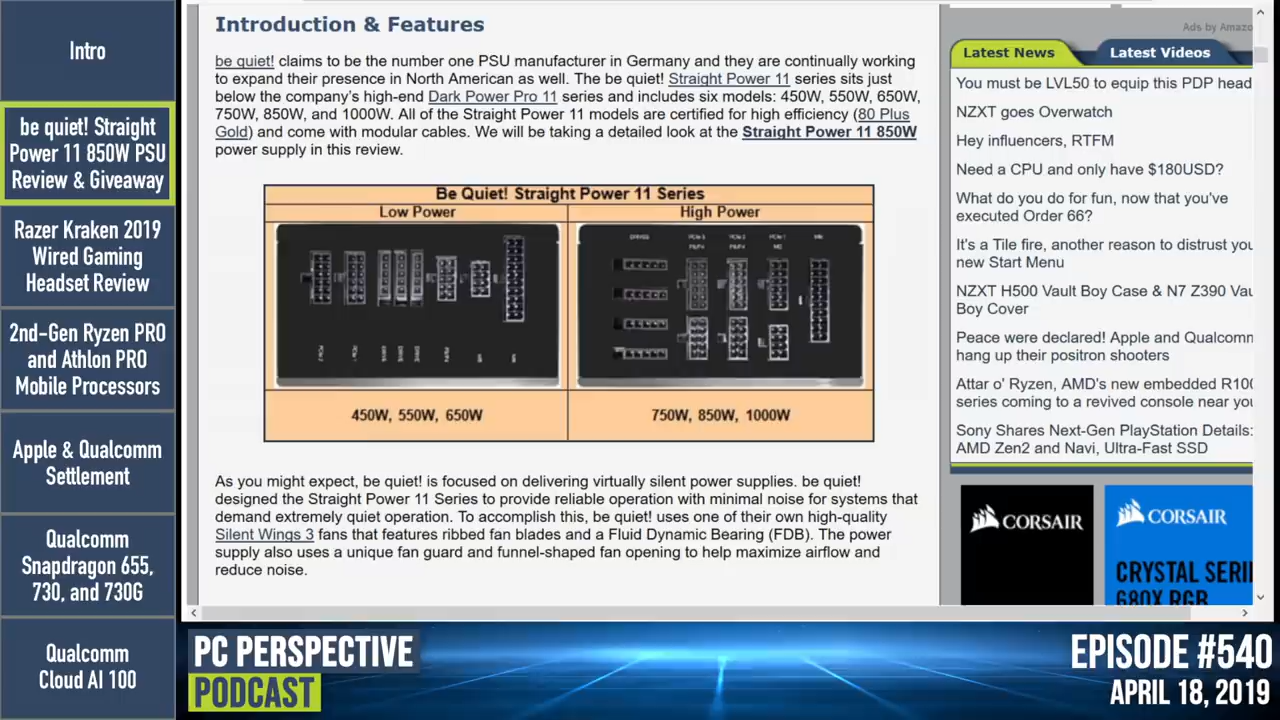 Intro
be quiet! Straight
Power 11 850W PSU
Review & Giveaway
Razer Kraken 2019
Wired Gaming
Headset Review
2nd-Gen Ryzen PRO
and Athlon PRO
Mobile Processors
Apple & Qualcomm
Settlement
Qualcomm
Snapdragon 655,
730, and 730G
Qualcomm
Cloud AI 100
Introduction & Features
be quiet! claims to be the number one PSU manufacturer in Germany and they are continually working
to expand their presence in North American as well. The be quiet! Straight Power 11 series sits just
below the company's high-end Dark Power Pro 11 series and includes six models: 450W, 550W, 650W,
750W, 850W, and 1000W. All of the Straight Power 11 models are certified for high efficiency (80 Plus
Gold) and come with modular cables. We will be taking a detailed look at the Straight Power 11 850W
power supply in this review.
Be Quiet! Straight Power 11 Series
Low Power
High Power
450W, 550W, 650W
750W, 850W, 1000W
As you might expect, be quiet! is focused on delivering virtually silent power supplies. be quiet!
designed the Straight Power 11 Series to provide reliable operation with minimal noise for systems that
demand extremely quiet operation. To accomplish this, be quiet! uses one of their own high-quality
Silent Wings 3 fans that features ribbed fan blades and a Fluid Dynamic Bearing (FDB). The power
supply also uses a unique fan guard and funnel-shaped fan opening to help maximize airflow and
reduce noise.
Ads by Amazo
Latest News
Latest Videos
You must be LVL50 to equip this PDP head
NZXT goes Overwatch
Hey influencers, RTFM
Need a CPU and only have $180USD?
What do you do for fun, now that you've
executed Order 66?
It's a Tile fire, another reason to distrust you
new Start Menu
NZXT H500 Vault Boy Case & N7 Z390 Vau
Boy Cover
Peace were declared! Apple and Qualcomm
hang up their positron shooters
Attar o' Ryzen, AMD's new embedded R100
series coming to a revived console near you
Sony Shares Next-Gen PlayStation Details:
AMD Zen2 and Navi, Ultra-Fast SSD
CORSAIR
CORSAIR
CRYSTAL SERIE
680X RGB
PC PERSPECTIVE
PODCAST
EPISODE #540
APRIL 18, 2019